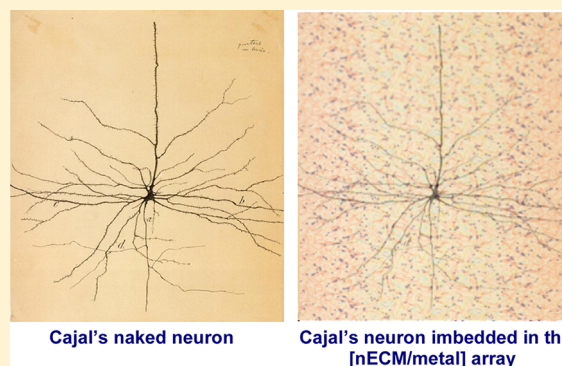 Cajal's naked neuron
a
b
c
d
Cajal's neuron imbedded in th
[nECM/metal] array